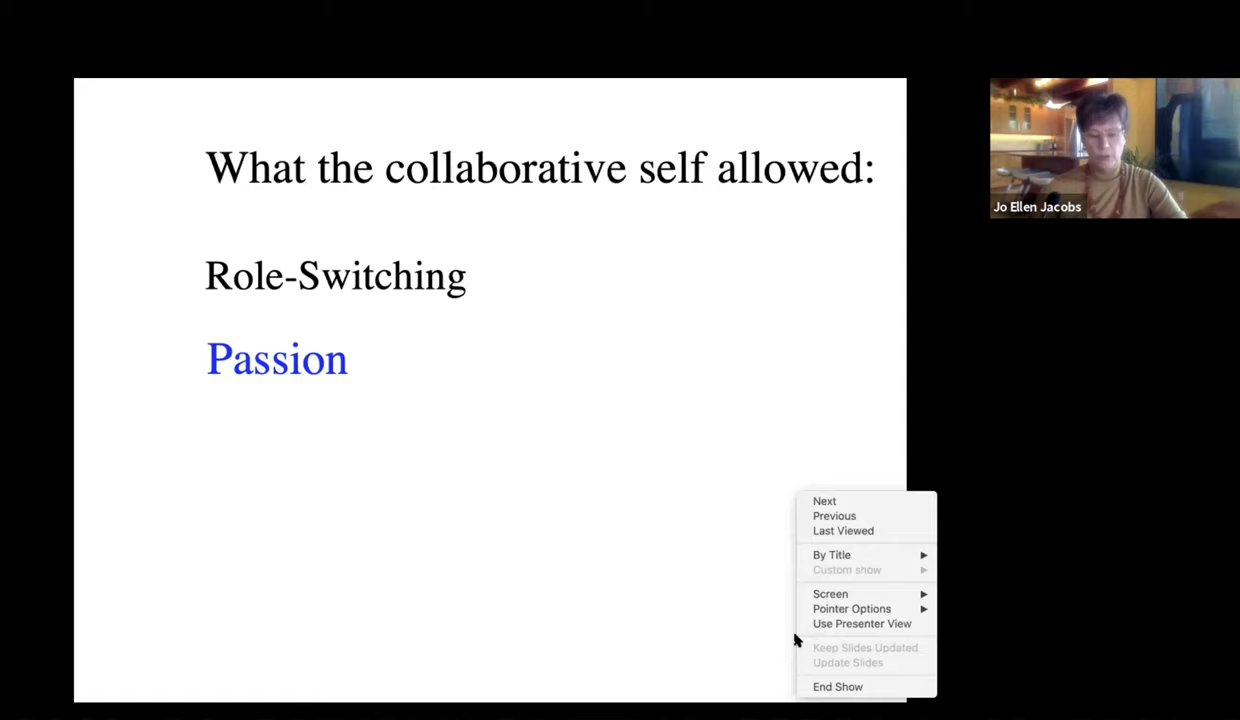 What the collaborative self allowed:
Jo Ellen Jacobs
Role-Switching
Passion
Next
Previous
Last Viewed
By Title
Custom show
Screen
Pointer Options
Use Presenter View
Keep Slides Updated
Update Slides
End Show